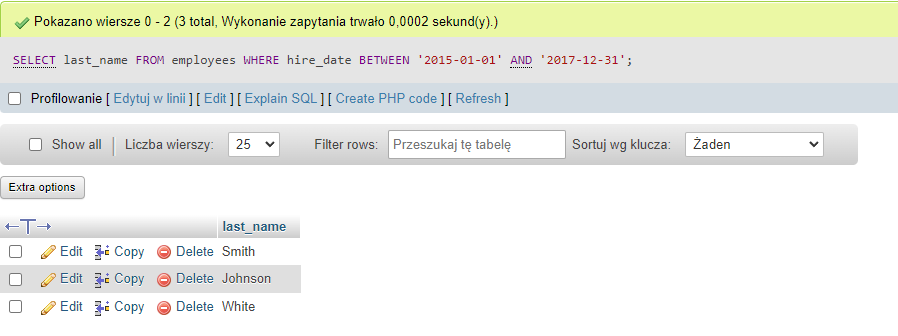 Pokazano wiersze 0 - 2 (3 total, Wykonanie zapytania trwało 0,0002 sekund(y).)
SELECT last_name FROM employees WHERE hire_date BETWEEN '2015-01-01' AND '2017-12-31';
Profilowanie [ Edytuj w linii ] [ Edit ] [ Explain SQL ] [ Create PHP code ] [ Refresh ]
Show all Liczba wierszy: 25 Filter rows: Przeszukaj tę tabelę Sortuj wg klucza: Żaden
Extra options
←T→ last_name
Edit Copy Delete Smith
Edit Copy Delete Johnson
Edit Copy Delete White